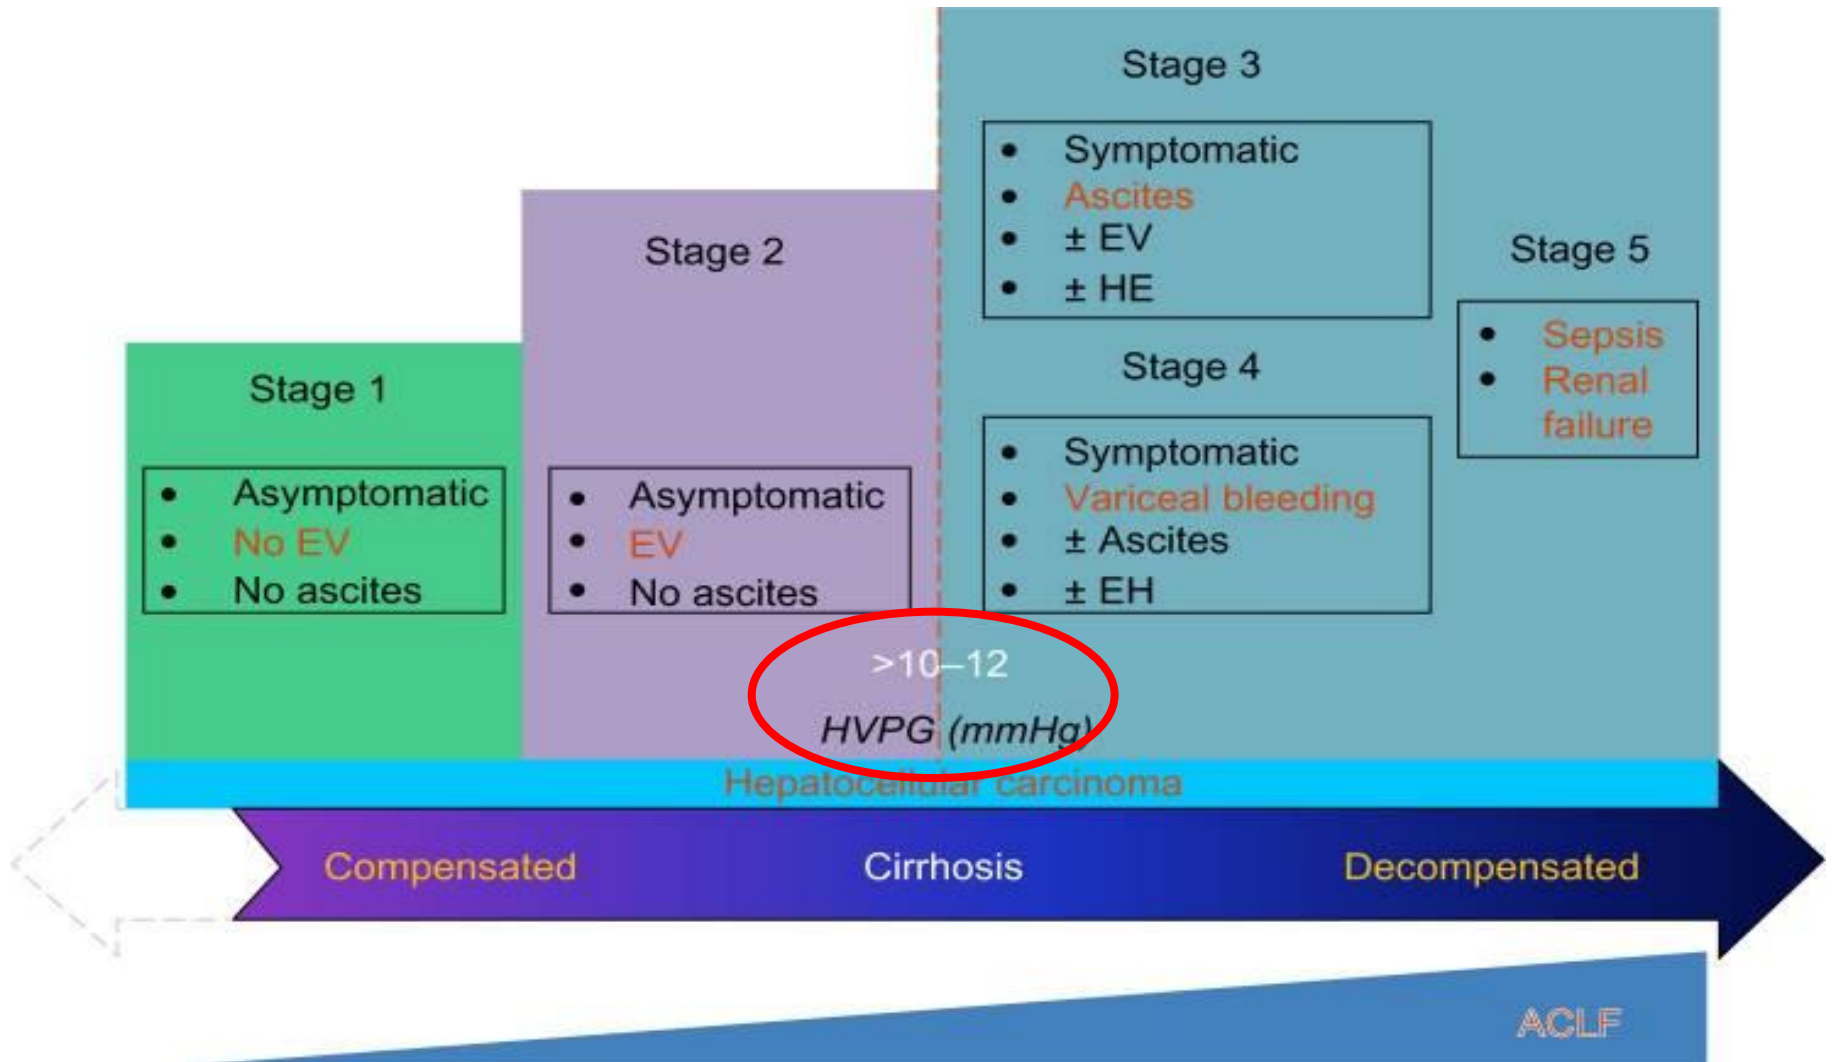 Stage 1
• Asymptomatic
• No EV
• No ascites
Stage 2
• Asymptomatic
• EV
• No ascites
Stage 3
• Symptomatic
• Ascites
• ± EV
• ± HE
Stage 4
• Symptomatic
• Variceal bleeding
• ± Ascites
• ± EH
Stage 5
• Sepsis
• Renal
failure
>10–12
HVPG (mmHg)
Hepatocellular carcinoma
Compensated
Cirrhosis
Decompensated
ACLF